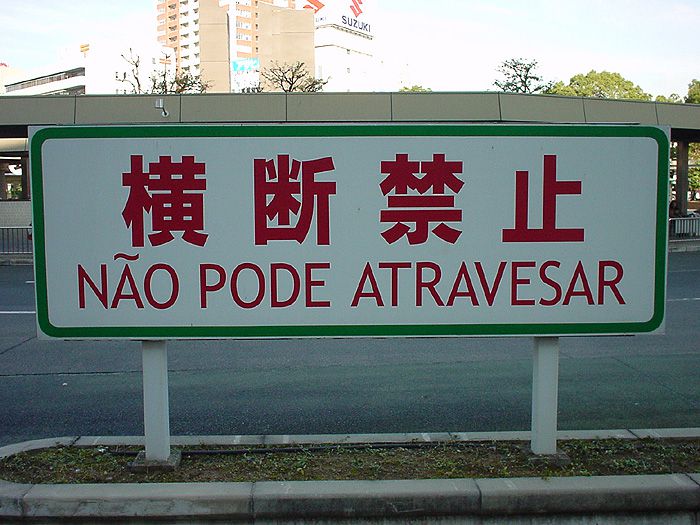 SUZUKI
横断禁止
NÃO PODE ATRAVESAR